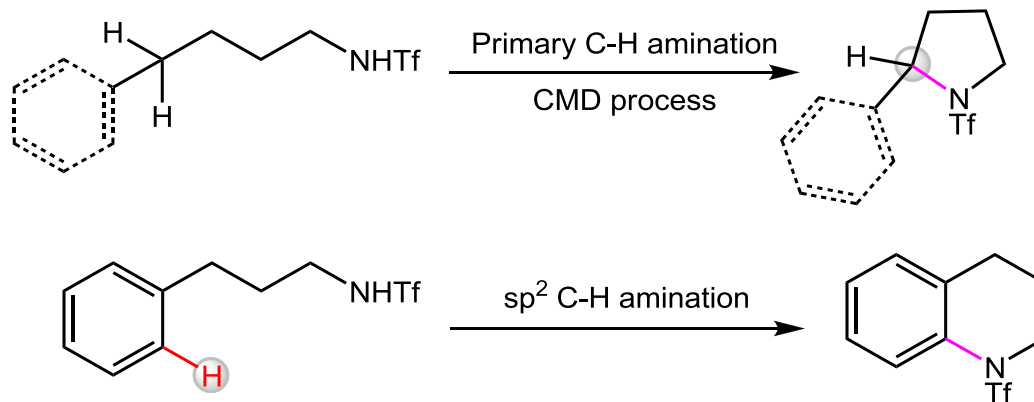 H
H
NHTf
Primary C-H amination
CMD process
H
N
Tf
H
NHTf
sp² C-H amination
N
Tf